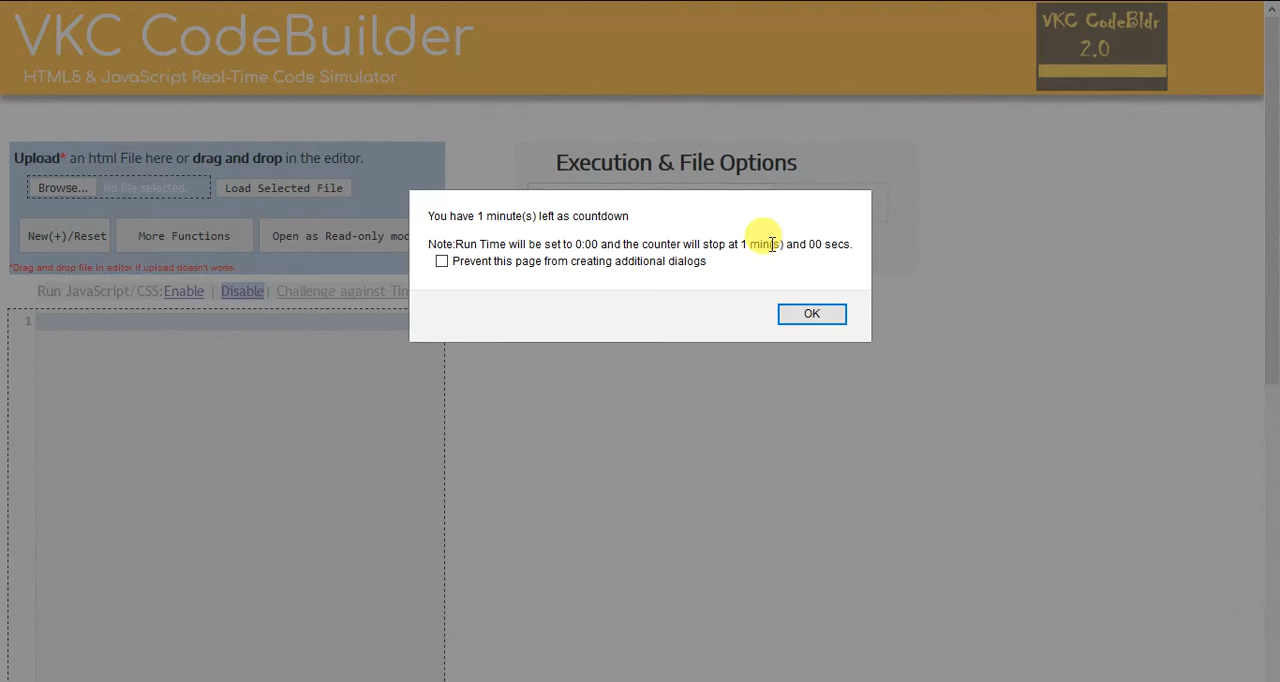 VKC CodeBuilder
HTML5 & JavaScript Real-Time Code Simulator
VKC CodeBldr
2.0
Upload* an html File here or drag and drop in the editor.
Browse... No file selected. Load Selected File
New(+)/Reset More Functions Open as Read-only mod
*Drag and drop file in editor if upload doesn't works.
Run JavaScript/CSS:Enable | Disable| Challenge against Tim
1
Execution & File Options
You have 1 minute(s) left as countdown
Note:Run Time will be set to 0:00 and the counter will stop at 1 min(s) and 00 secs.
Prevent this page from creating additional dialogs
OK